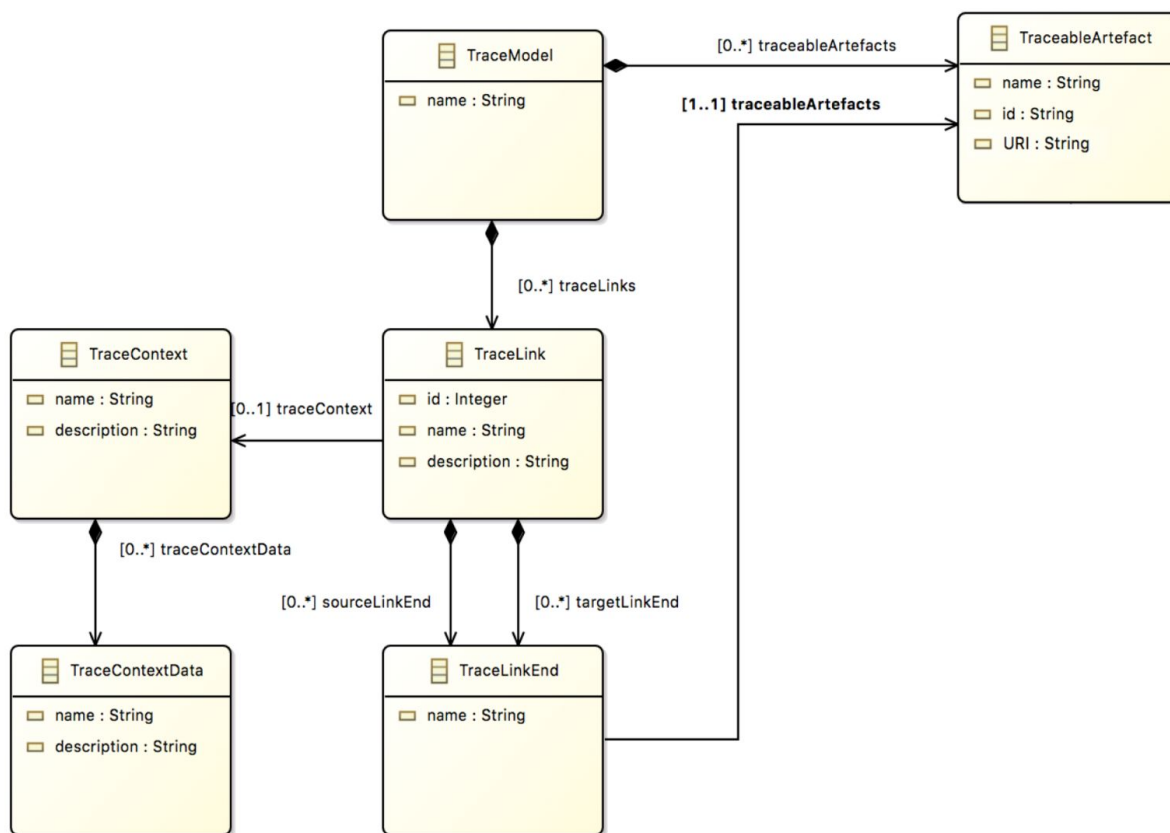 TraceModel
name : String
[0..*] traceableArtefacts
TraceableArtefact
name : String
id : String
URI : String
[1..1] traceableArtefacts
[0..*] traceLinks
TraceContext
name : String
description : String
[0..1] traceContext
TraceLink
id : Integer
name : String
description : String
[0..*] traceContextData
[0..*] sourceLinkEnd
[0..*] targetLinkEnd
TraceContextData
name : String
description : String
TraceLinkEnd
name : String